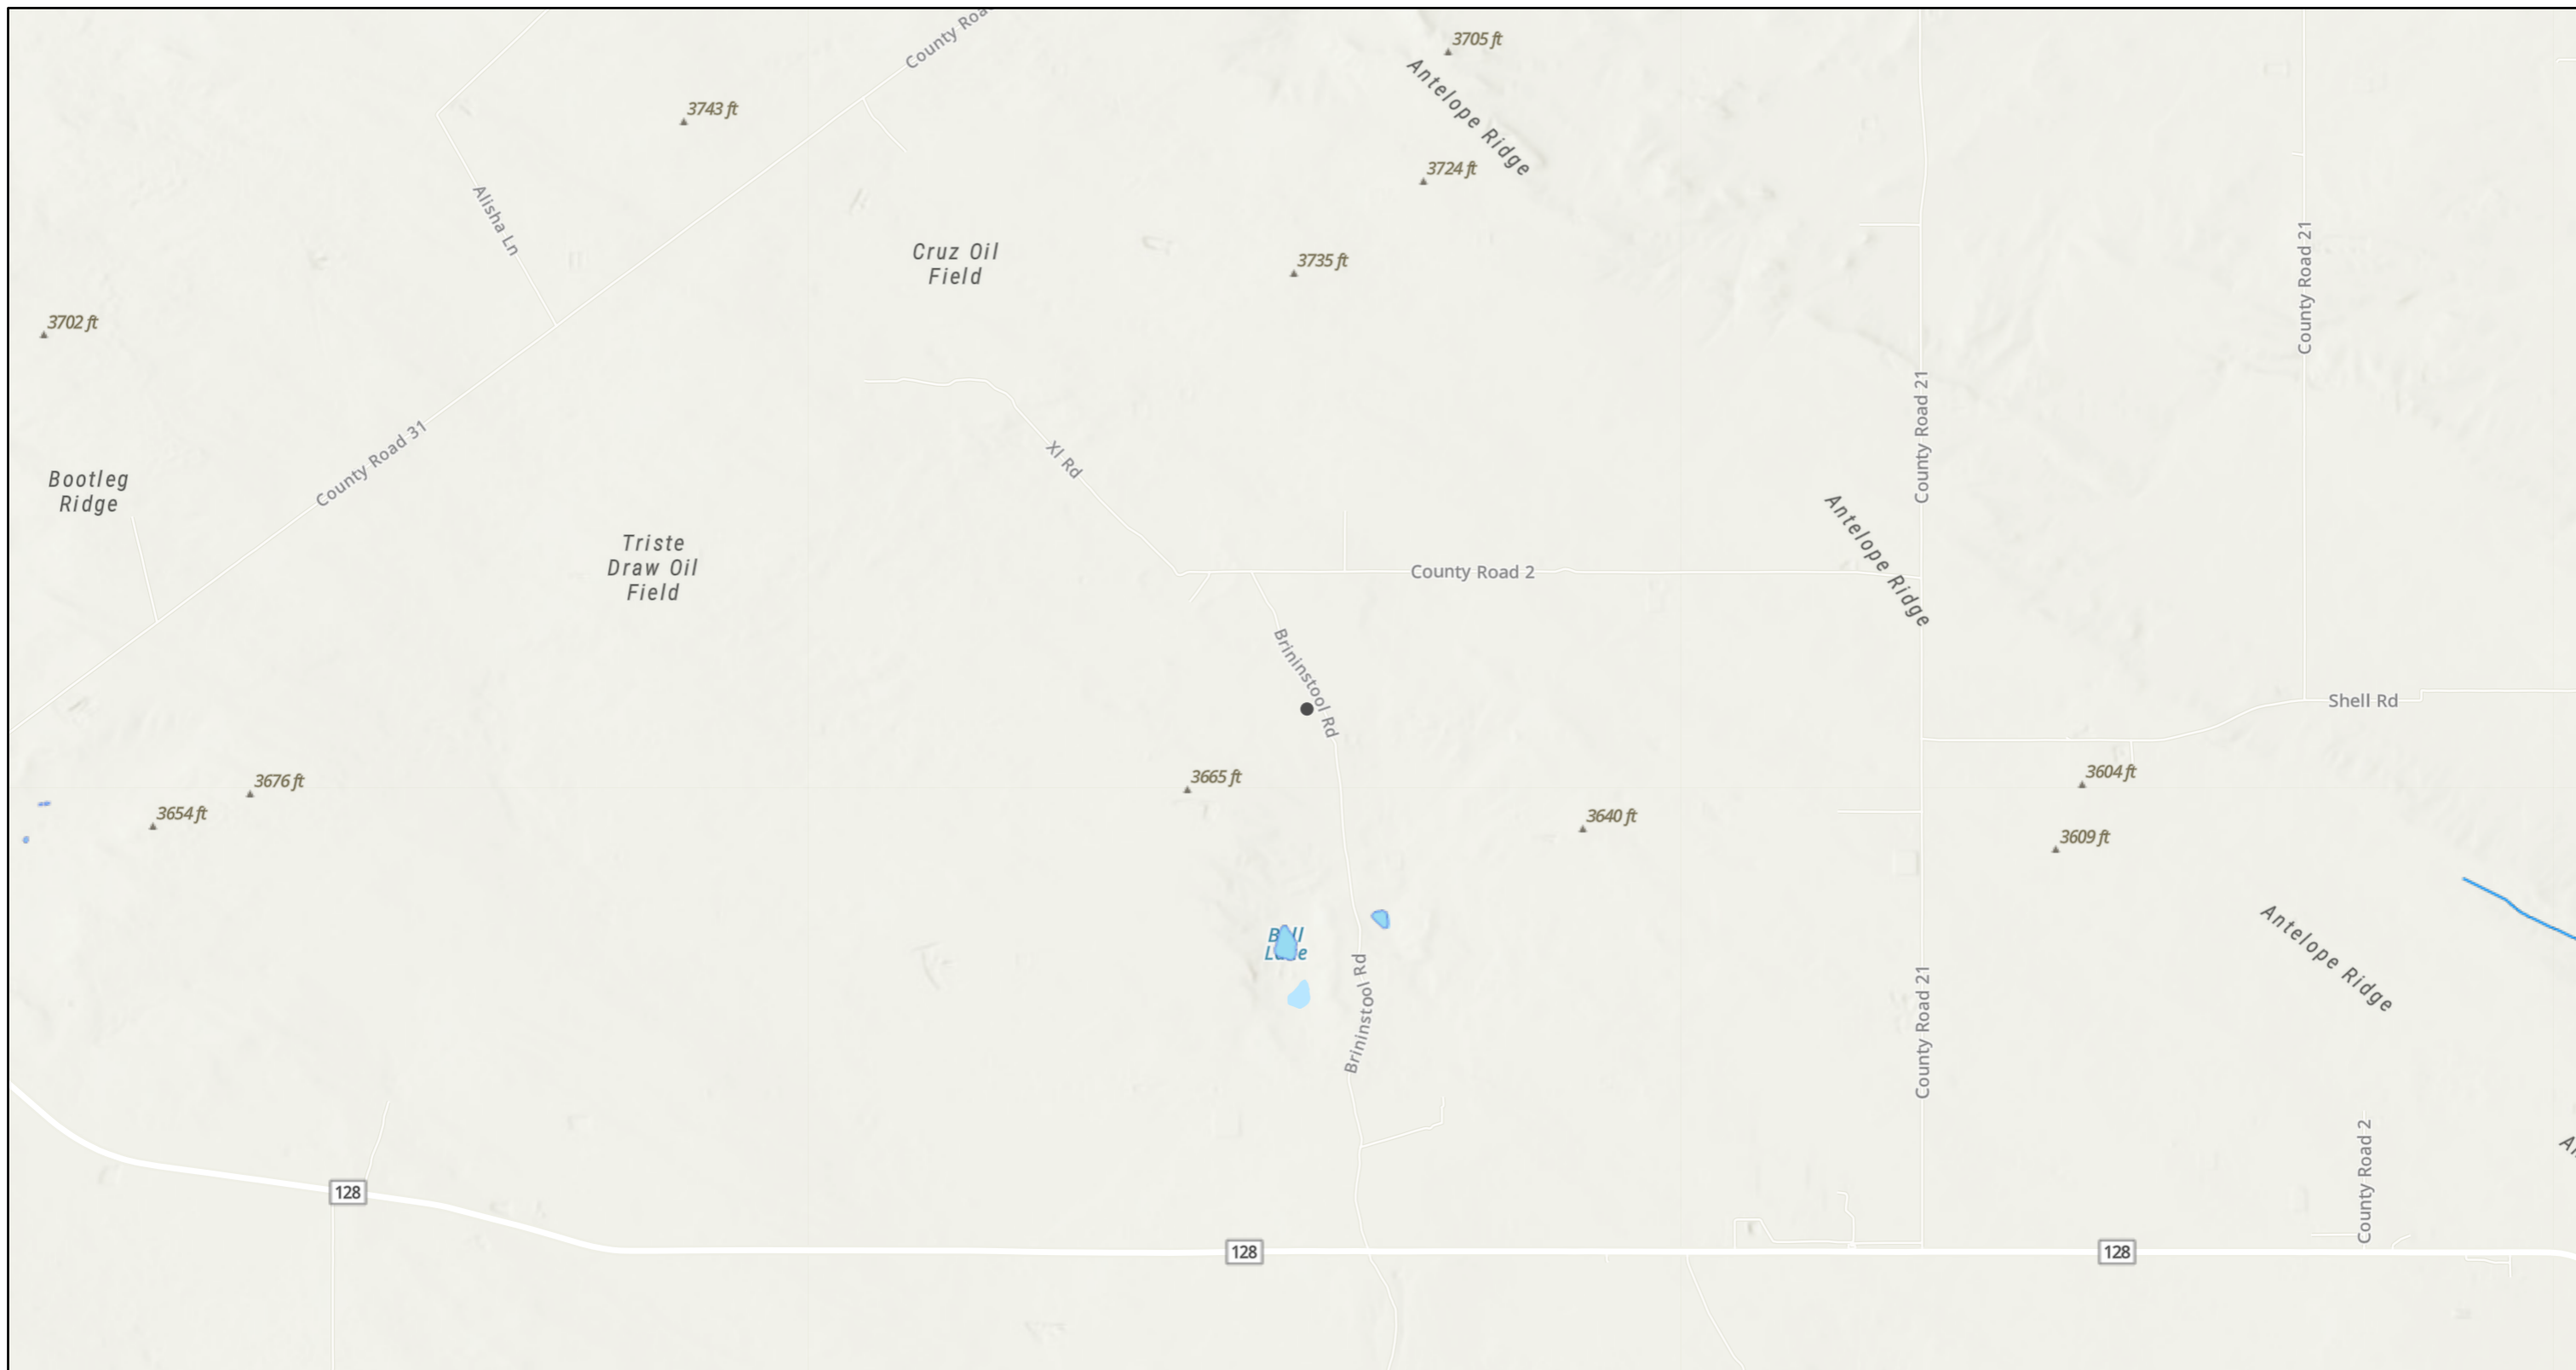 County Roa
3705 ft
Antelope Ridge
3743 ft
3724 ft
Alisha Ln
Cruz Oil
Field
3735 ft
County Road 21
3702 ft
County Road 21
County Road 31
Xl Rd
Bootleg
Ridge
Triste
Draw Oil
Field
County Road 2
Antelope Ridge
Brininstool Rd
Shell Rd
3676 ft
3665 ft
3604 ft
3654 ft
3640 ft
3609 ft
Antelope Ridge
Brininstool Rd
County Road 21
County Road 2
128
128
128